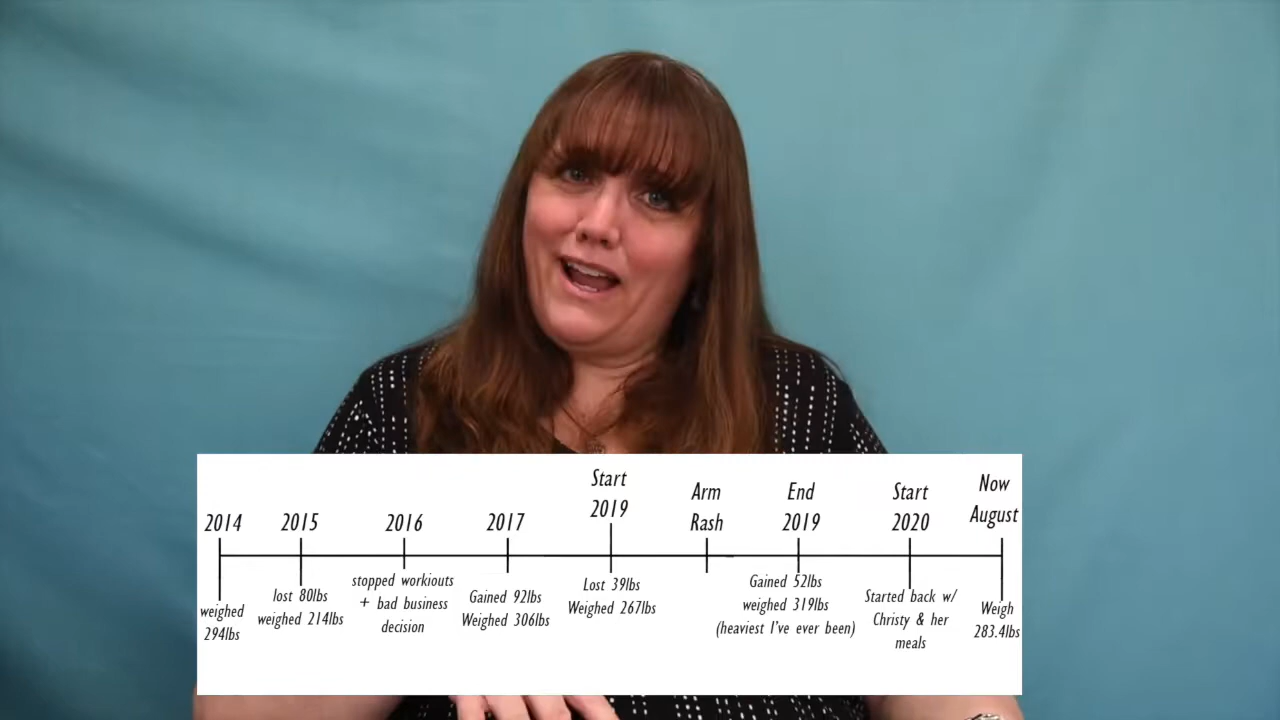 2014
weighed
294lbs
2015
lost 80lbs
weighed 214lbs
2016
stopped workouts
+ bad business
decision
2017
Gained 92lbs
Weighed 306lbs
Start
2019
Lost 39lbs
Weighed 267lbs
Arm
Rash
End
2019
Gained 52lbs
weighed 319lbs
(heaviest I've ever been)
Start
2020
Started back w/
Christy & her
meals
Now
August
Weigh
283.4lbs